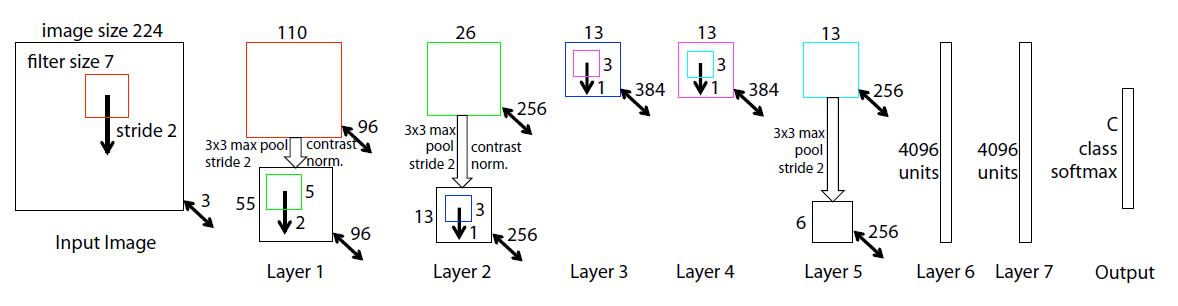 image size 224
filter size 7
stride 2
3
Input Image
110
96
3x3 max pool
stride 2
contrast
norm.
55
5
2
96
Layer 1
26
256
3x3 max
pool
stride 2
contrast
norm.
13
3
1
256
Layer 2
13
3
1
384
Layer 3
13
3
1
384
Layer 4
13
256
3x3 max
pool
stride 2
6
256
Layer 5
4096
units
Layer 6
4096
units
Layer 7
C
class
softmax
Output